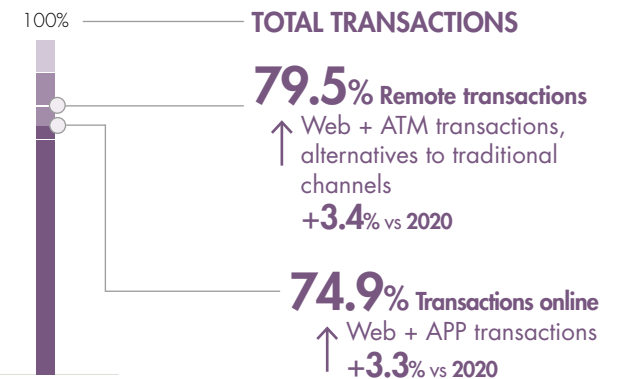 100%
TOTAL TRANSACTIONS
79.5% Remote transactions
Web + ATM transactions,
alternatives to traditional
channels
+3.4% vs 2020
74.9% Transactions online
Web + APP transactions
+3.3% vs 2020